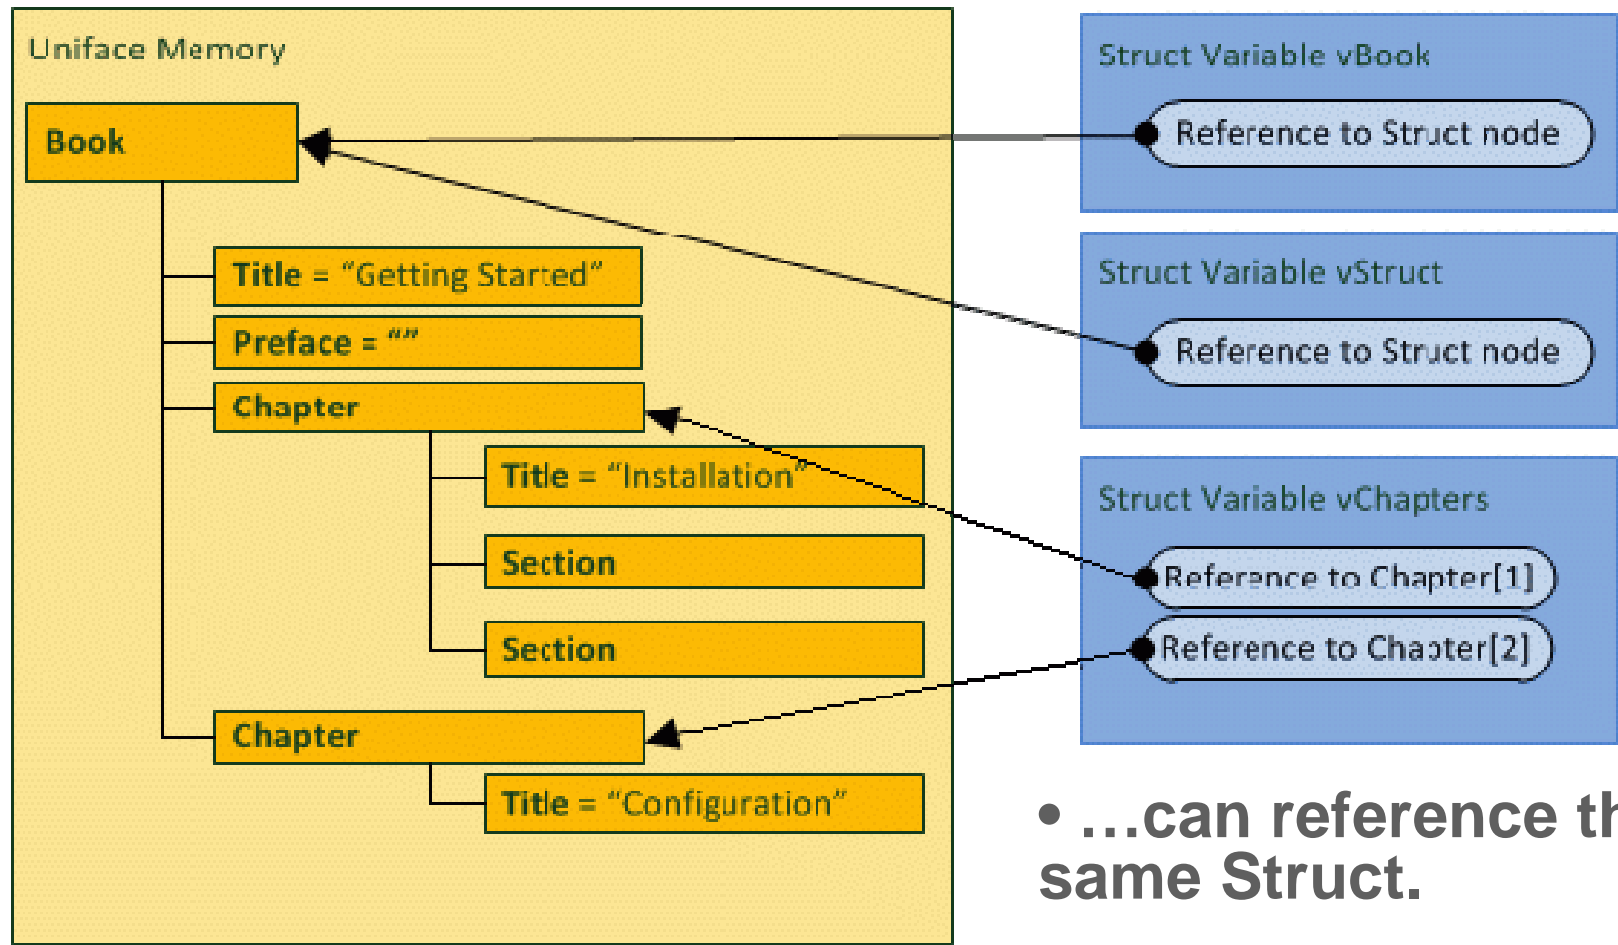 Uniface Memory
Book
Title = “Getting Started“
Preface = “”
Chapter
Title = “Installation”
Section
Section
Chapter
Title = “Configuration”
Struct Variable vBook
Reference to Struct node
Struct Variable vStruct
Reference to Struct node
Struct Variable vChapters
Reference to Chapter[1]
Reference to Chapter[2]
• …can reference
same Struct.